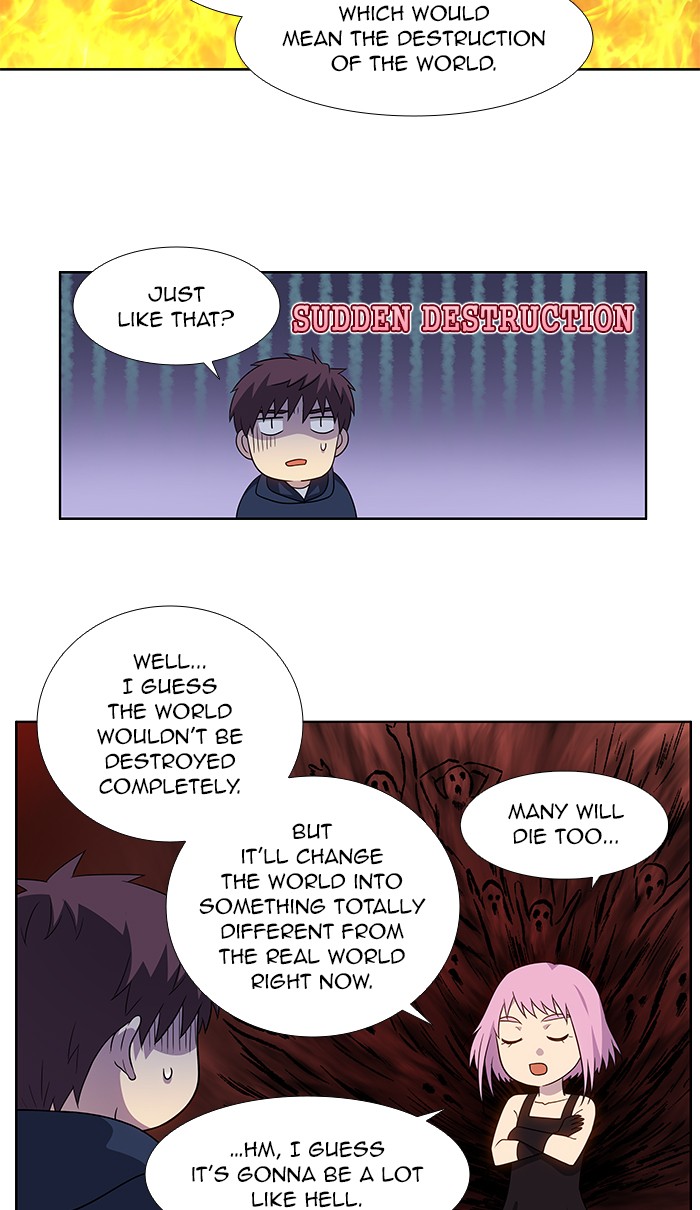 WHICH WOULD
MEAN THE DESTRUCTION
OF THE WORLD.
JUST
LIKE THAT?
SUDDEN DESTRUCTION
WELL...
I GUESS
THE WORLD
WOULDN'T BE
DESTROYED
COMPLETELY.
BUT
IT'LL CHANGE
THE WORLD INTO
SOMETHING TOTALLY
DIFFERENT FROM
THE REAL WORLD
RIGHT NOW.
MANY WILL
DIE TOO...
...HM, I GUESS
IT'S GONNA BE A LOT
LIKE HELL.